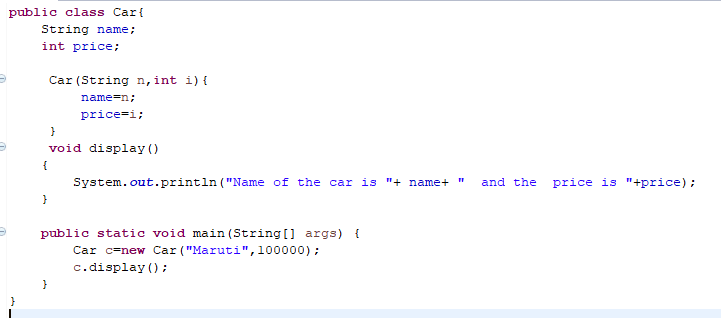 public class Car{
    String name;
    int price;

     Car(String n,int i){
         name=n;
         price=i;
     }
     void display()
    {
        System.out.println("Name of the car is "+ name+ "  and the  price is "+price);
    }

    public static void main(String[] args) {
        Car c=new Car("Maruti",100000);
        c.display();
    }
}